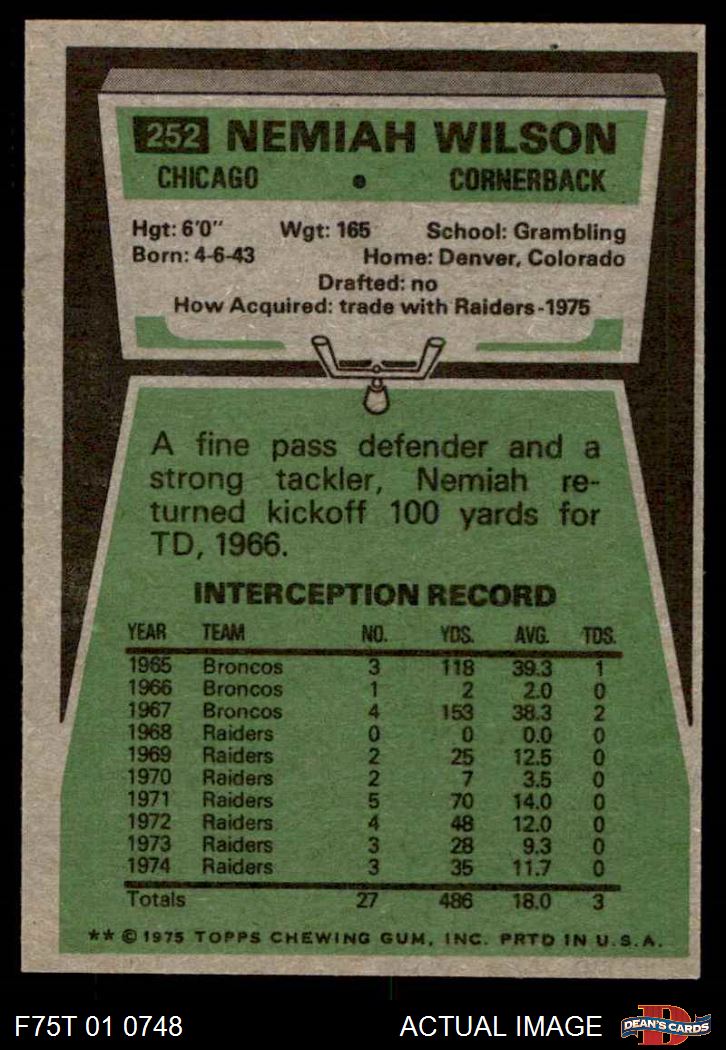 252 NEMIAH WILSON
CHICAGO • CORNERBACK
Hgt: 6'0" Wgt: 165 School: Grambling
Born: 4-6-43 Home: Denver, Colorado
Drafted: no
How Acquired: trade with Raiders-1975
A fine pass defender and a
strong tackler, Nemiah re-
turned kickoff 100 yards for
TD, 1966.
INTERCEPTION RECORD
YEAR TEAM NO. YDS. AVG. TDS.
1965 Broncos 3 118 39.3 1
1966 Broncos 1 2 2.0 0
1967 Broncos 4 153 38.3 2
1968 Raiders 0 0 0.0 0
1969 Raiders 2 25 12.5 0
1970 Raiders 2 7 3.5 0
1971 Raiders 5 70 14.0 0
1972 Raiders 4 48 12.0 0
1973 Raiders 3 28 9.3 0
1974 Raiders 3 35 11.7 0
Totals 27 486 18.0 3
** © 1975 TOPPS CHEWING GUM, INC. PRTD IN U.S.A.
F75T 01 0748 ACTUAL IMAGE D DEAN'S CARDS